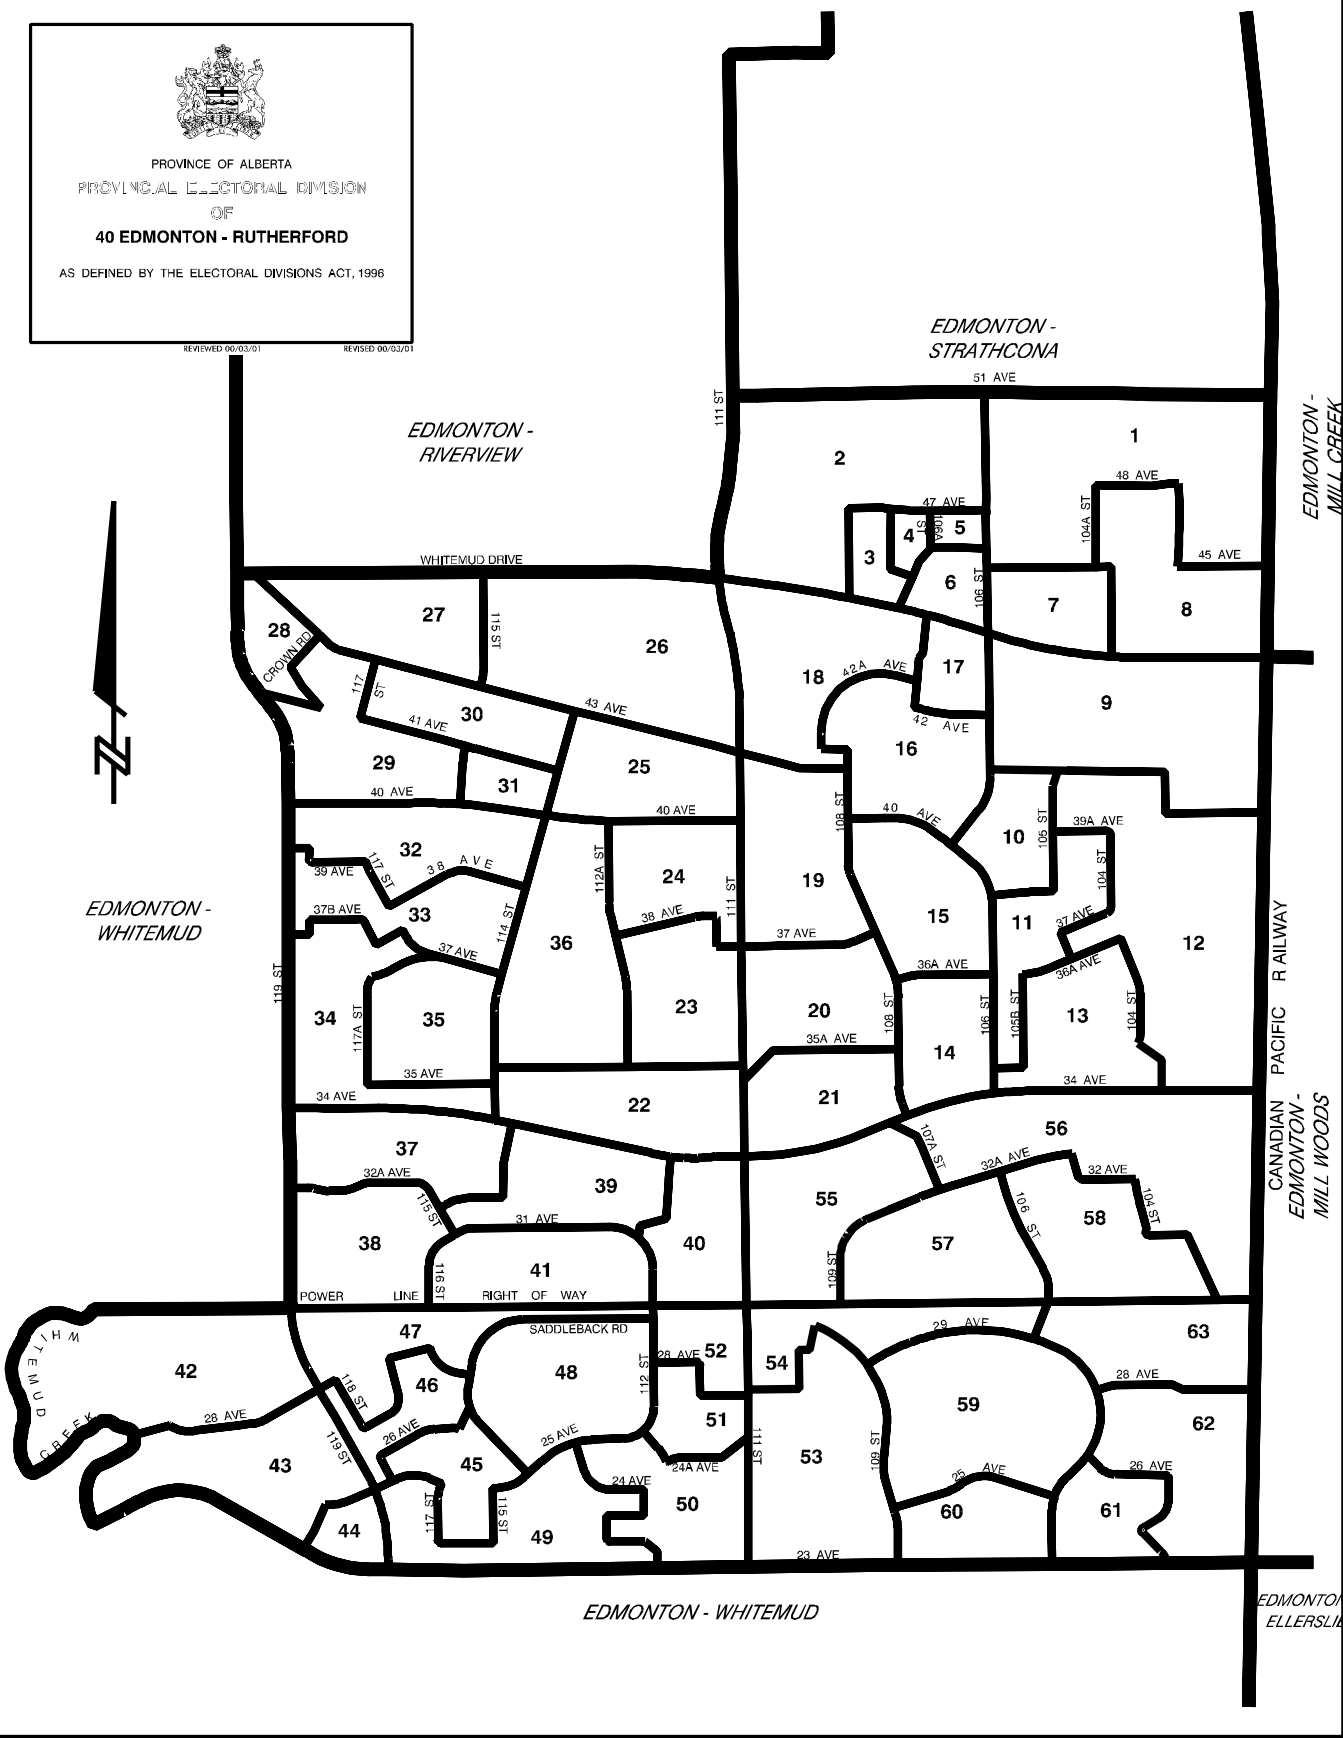 PROVINCE OF ALBERTA
PROVINCIAL ELECTORAL DIVISION
OF
40 EDMONTON - RUTHERFORD
AS DEFINED BY THE ELECTORAL DIVISIONS ACT, 1996
REVIEWED 00/03/01
REVISED 00/03/01
EDMONTON -
STRATHCONA
51 AVE
111 ST
EDMONTON -
MILL CREEK
EDMONTON -
RIVERVIEW
1
2
48 AVE
104A ST
47 AVE
106A
ST
3
4
5
6
45 AVE
106 ST
7
8
WHITEMUD DRIVE
27
115 ST
26
28
CROWN RD
117
ST
30
43 AVE
41 AVE
18
42A AVE
17
42 AVE
9
16
29
31
25
40 AVE
40 AVE
108 ST
40 AVE
10
105 ST
39A AVE
104 ST
32
39 AVE
117 ST
38 AVE
112A ST
24
111 ST
19
15
11
37 AVE
12
37B AVE
33
114 ST
36
38 AVE
37 AVE
37 AVE
36A AVE
36A AVE
EDMONTON -
WHITEMUD
119 ST
34
117A ST
35
23
20
108 ST
106 ST
105B ST
13
104 ST
CANADIAN PACIFIC RAILWAY
35A AVE
14
35 AVE
34 AVE
34 AVE
22
21
EDMONTON -
MILL WOODS
37
32A AVE
115 ST
39
31 AVE
107A ST
56
32A AVE
32 AVE
55
106 ST
104 ST
58
38
116 ST
41
40
109 ST
57
POWER LINE RIGHT OF WAY
WHITEMUD
CREEK
42
47
SADDLEBACK RD
48
28 AVE
52
112 ST
54
29 AVE
63
118 ST
46
28 AVE
28 AVE
59
51
62
26 AVE
25 AVE
119 ST
43
45
24A AVE
111 ST
53
109 ST
26 AVE
24 AVE
25 AVE
117 ST
115 ST
50
60
61
44
49
23 AVE
EDMONTON - WHITEMUD
EDMONTON
ELLERSLIE